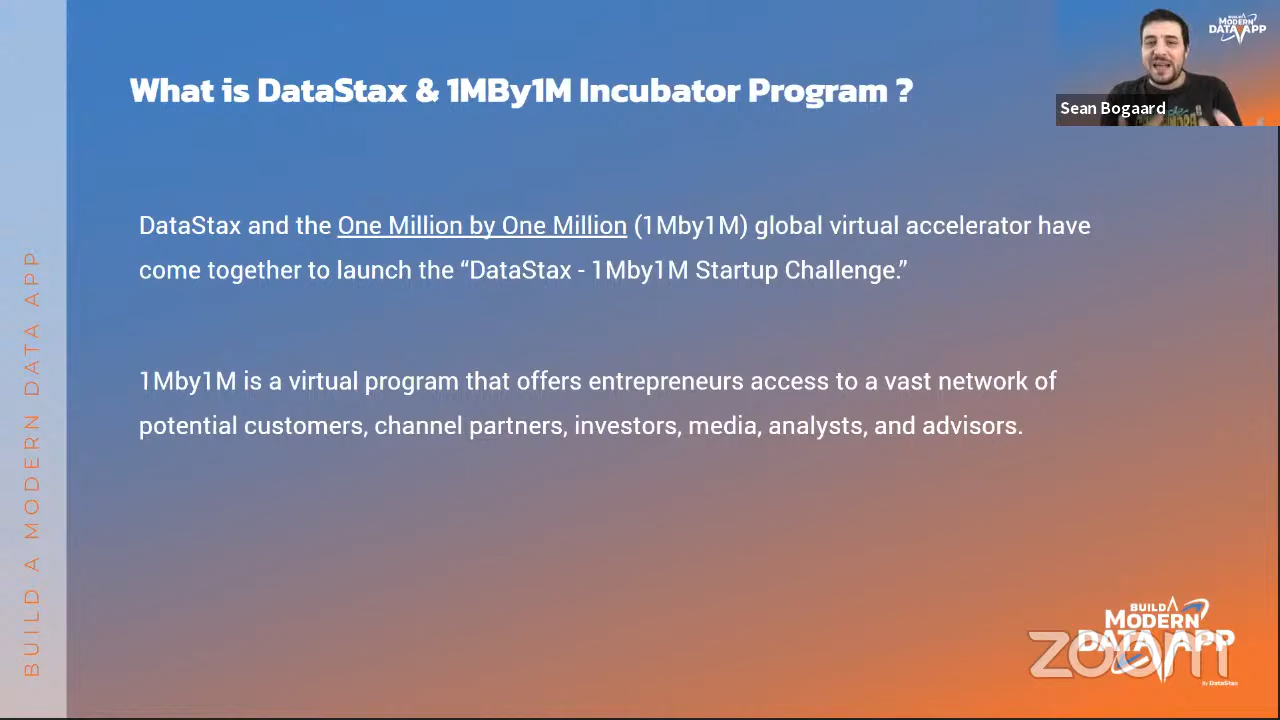 What is DataStax & 1MBy1M Incubator Program ?
BUILD A
MODERN
DATA APP
Sean Bogaard
DataStax and the One Million by One Million (1Mby1M) global virtual accelerator have
come together to launch the “DataStax - 1Mby1M Startup Challenge.”
1Mby1M is a virtual program that offers entrepreneurs access to a vast network of
potential customers, channel partners, investors, media, analysts, and advisors.
BUILD A MODERN DATA APP
BUILD A
MODERN
DATA APP
zoom
By DataStax